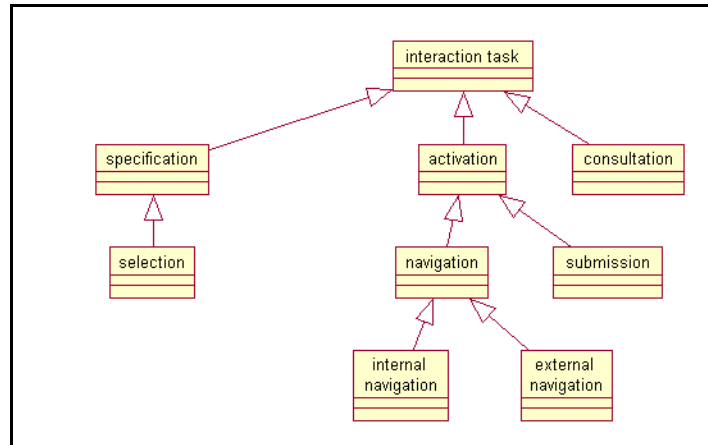 interaction task
specification
activation
consultation
selection
navigation
submission
internal
navigation
external
navigation